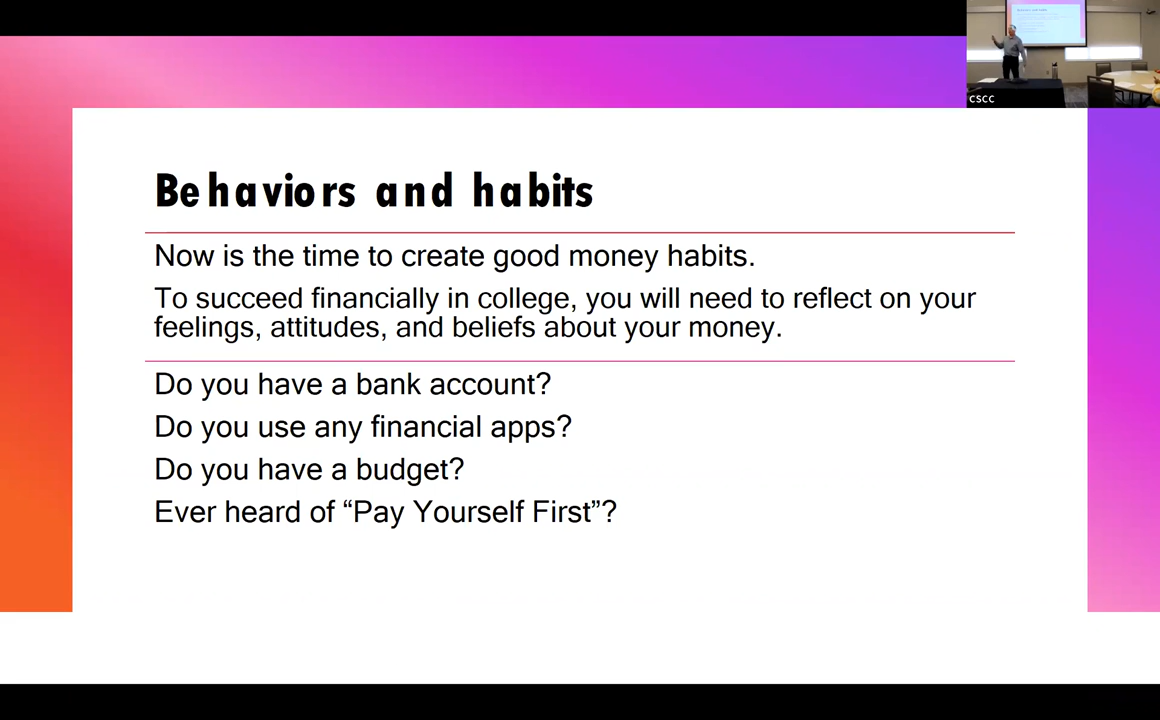 CSCC
Behaviors and habits
Now is the time to create good money habits.
To succeed financially in college, you will need to reflect on your
feelings, attitudes, and beliefs about your money.
Do you have a bank account?
Do you use any financial apps?
Do you have a budget?
Ever heard of “Pay Yourself First”?